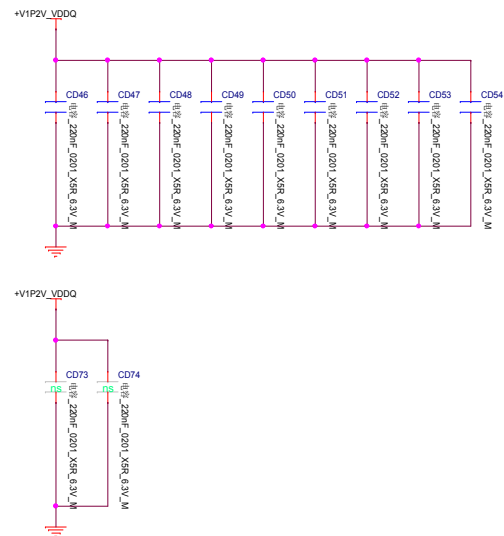 +V1P2V_VDDQ
CD46
CD47
CD48
CD49
CD50
CD51
CD52
CD53
CD54
电容_220nF_0201_X5R_6.3V_M
电容_220nF_0201_X5R_6.3V_M
电容_220nF_0201_X5R_6.3V_M
电容_220nF_0201_X5R_6.3V_M
电容_220nF_0201_X5R_6.3V_M
电容_220nF_0201_X5R_6.3V_M
电容_220nF_0201_X5R_6.3V_M
电容_220nF_0201_X5R_6.3V_M
电容_220nF_0201_X5R_6.3V_M
+V1P2V_VDDQ
CD73
CD74
ns
ns
电容_220nF_0201_X5R_6.3V_M
电容_220nF_0201_X5R_6.3V_M